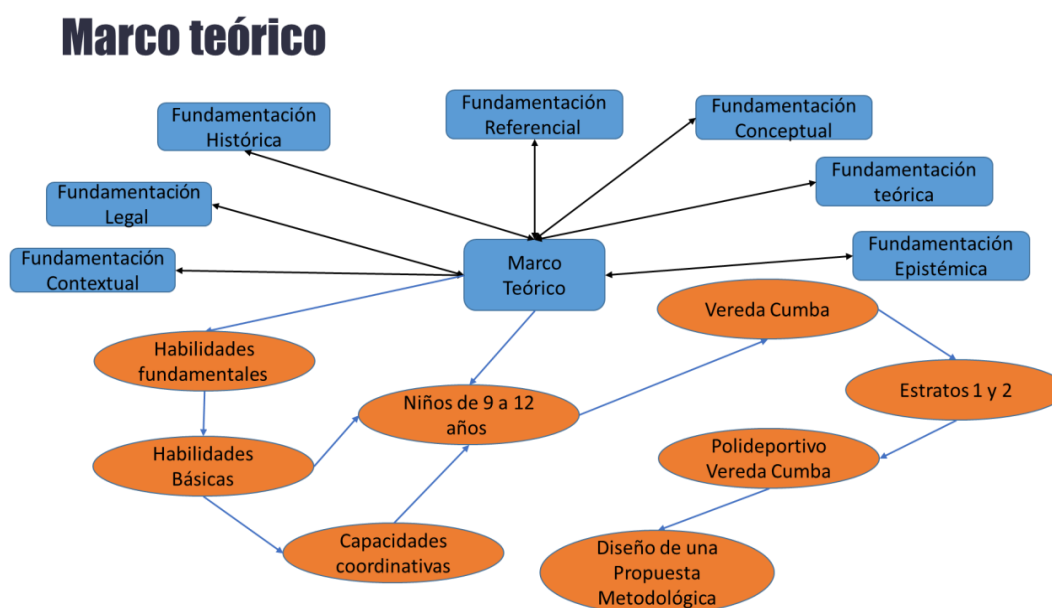 Marco teórico
Fundamentación
Histórica
Fundamentación
Referencial
Fundamentación
Conceptual
Fundamentación
teórica
Fundamentación
Legal
Fundamentación
Contextual
Marco
Teórico
Fundamentación
Epistémica
Vereda Cumba
Habilidades
fundamentales
Niños de 9 a 12
años
Estratos 1 y 2
Habilidades
Básicas
Polideportivo
Vereda Cumba
Capacidades
coordinativas
Diseño de una
Propuesta
Metodológica